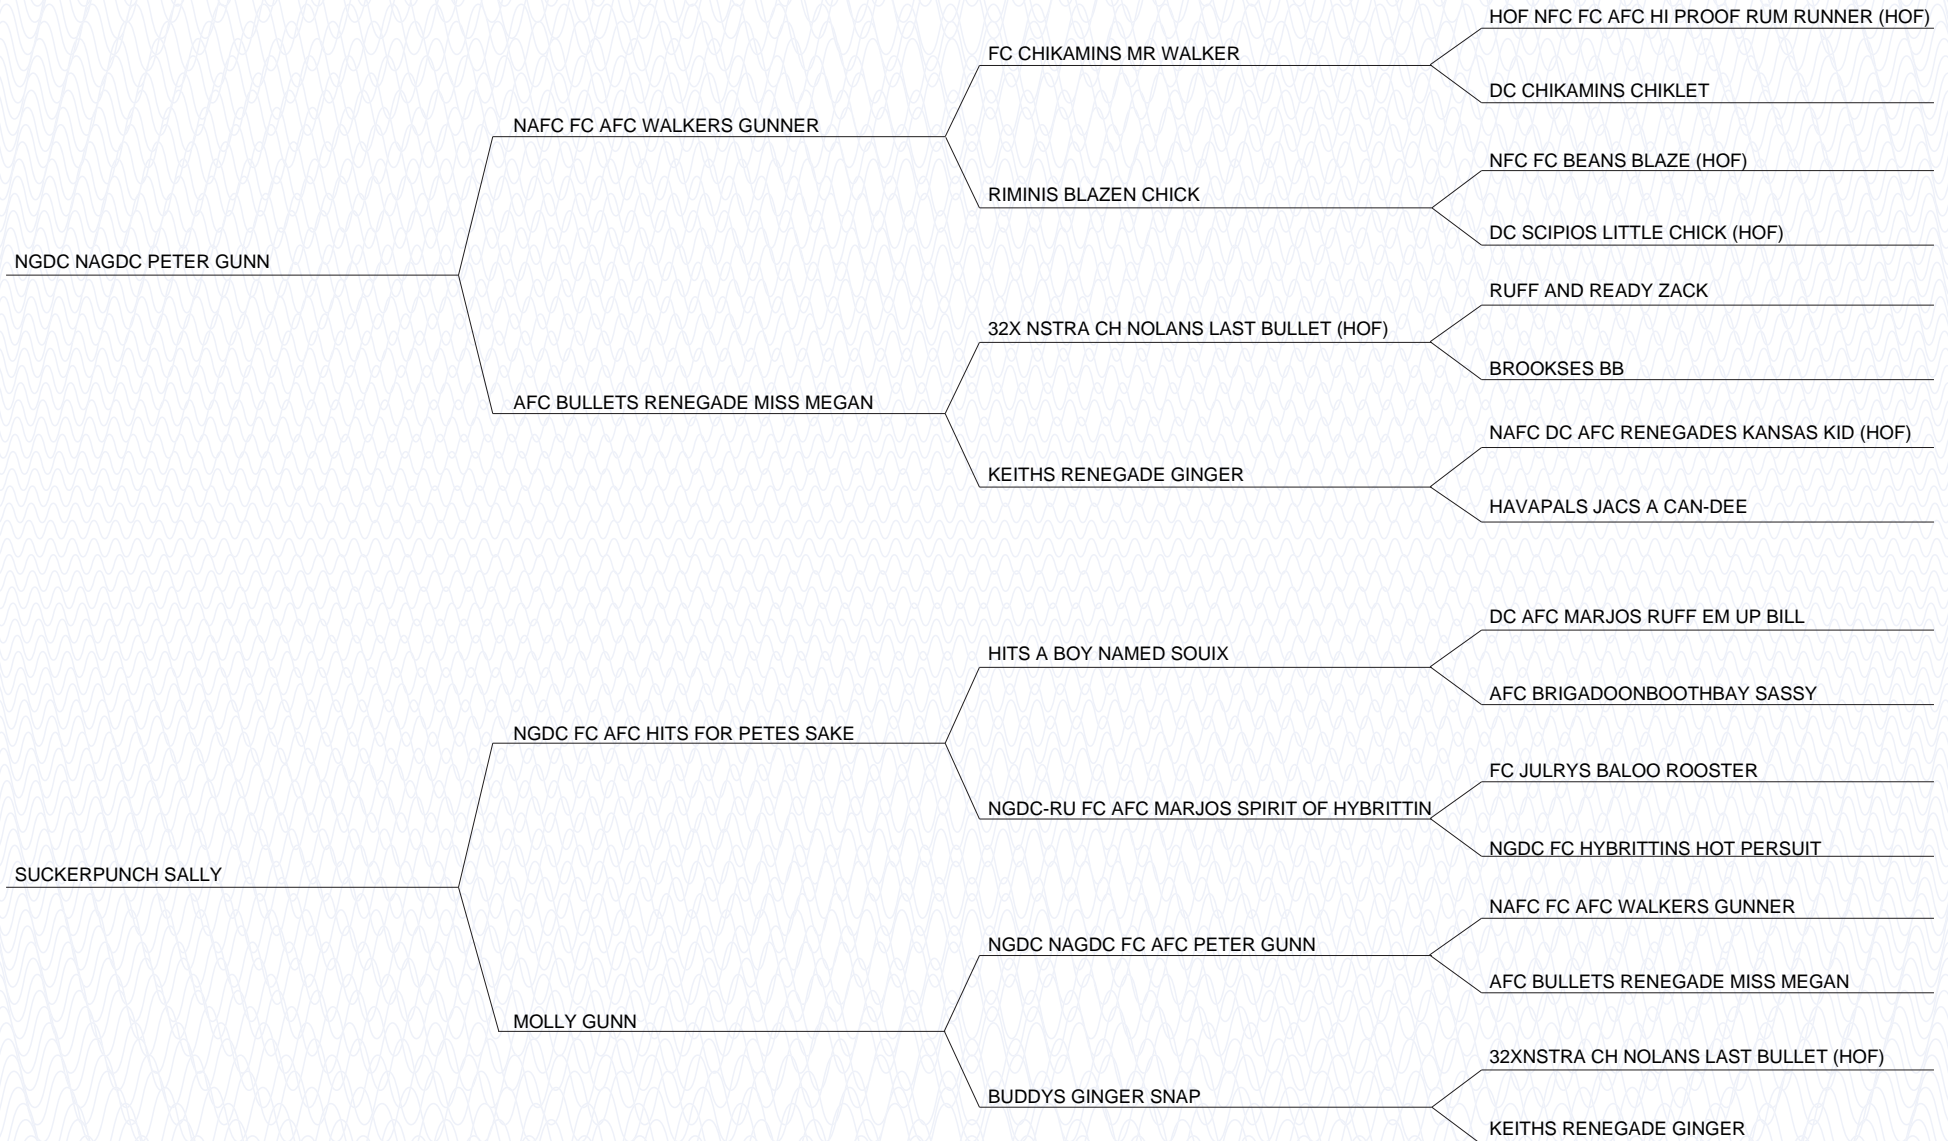 HOF NFC FC AFC HI PROOF RUM RUNNER (HOF)
FC CHIKAMINS MR WALKER
DC CHIKAMINS CHIKLET
NAFC FC AFC WALKERS GUNNER
NFC FC BEANS BLAZE (HOF)
RIMINIS BLAZEN CHICK
DC SCIPIOS LITTLE CHICK (HOF)
NGDC NAGDC PETER GUNN
RUFF AND READY ZACK
32X NSTRA CH NOLANS LAST BULLET (HOF)
BROOKSES BB
AFC BULLETS RENEGADE MISS MEGAN
NAFC DC AFC RENEGADES KANSAS KID (HOF)
KEITHS RENEGADE GINGER
HAVAPALS JACS A CAN-DEE
DC AFC MARJOS RUFF EM UP BILL
HITS A BOY NAMED SOUIX
AFC BRIGADOONBOOTHBAY SASSY
NGDC FC AFC HITS FOR PETES SAKE
FC JULRYS BALOO ROOSTER
NGDC-RU FC AFC MARJOS SPIRIT OF HYBRITTIN
NGDC FC HYBRITTINS HOT PERSUIT
SUCKERPUNCH SALLY
NAFC FC AFC WALKERS GUNNER
NGDC NAGDC FC AFC PETER GUNN
AFC BULLETS RENEGADE MISS MEGAN
MOLLY GUNN
32XNSTRA CH NOLANS LAST BULLET (HOF)
BUDDYS GINGER SNAP
KEITHS RENEGADE GINGER